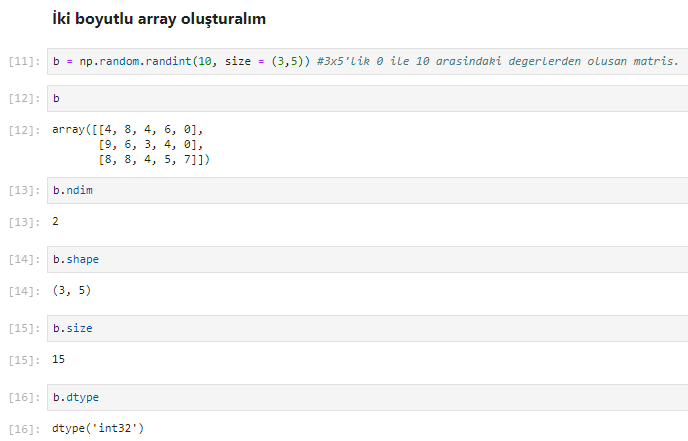 İki boyutlu array oluşturalım
[11]: b = np.random.randint(10, size = (3,5)) #3x5'lik 0 ile 10 arasindaki degerlerden olusan matris.
[12]: b
[12]: array([[4, 8, 4, 6, 0],
[9, 6, 3, 4, 0],
[8, 8, 4, 5, 7]])
[13]: b.ndim
[13]: 2
[14]: b.shape
[14]: (3, 5)
[15]: b.size
[15]: 15
[16]: b.dtype
[16]: dtype('int32')